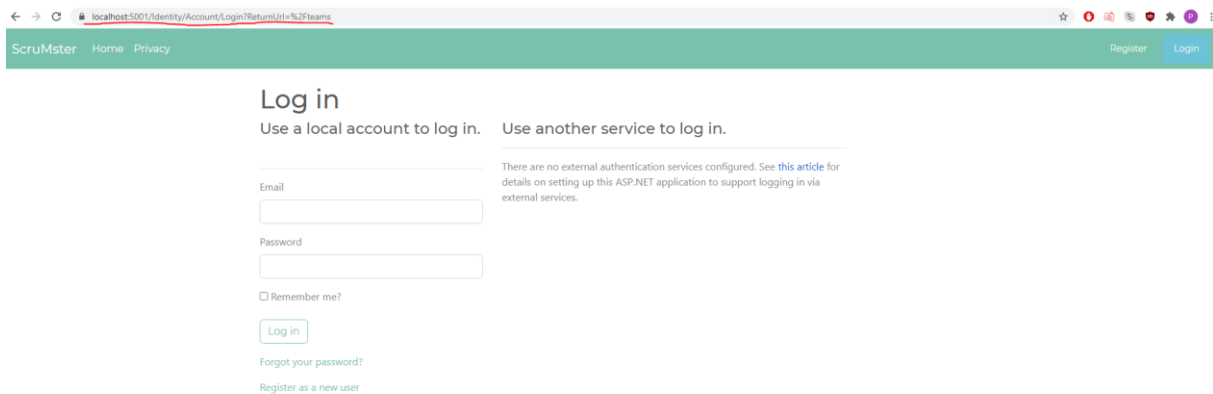 localhost:5001/Identity/Account/Login?ReturnUrl=%2Fteams
ScruMster Home Privacy Register Login
Log in
Use a local account to log in.
Email
Password
Remember me?
Log in
Forgot your password?
Register as a new user
Use another service to log in.
There are no external authentication services configured. See this article for
details on setting up this ASP.NET application to support logging in via
external services.
P